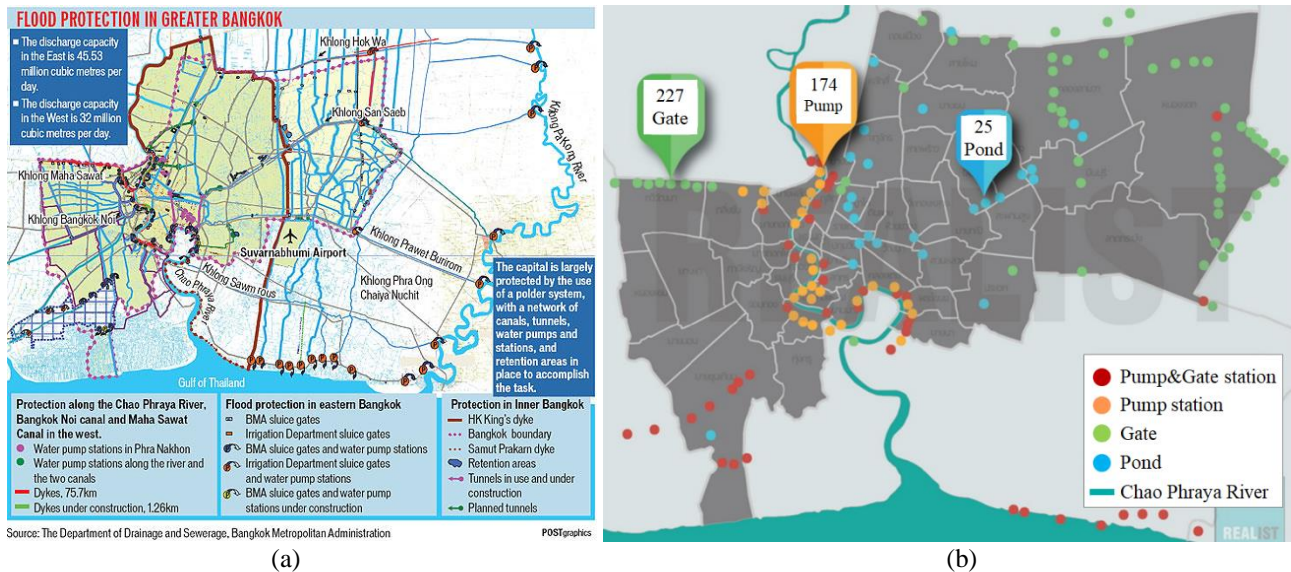 FLOOD PROTECTION IN GREATER BANGKOK
■ The discharge capacity
in the East is 45.53
million cubic metres per
day.
■ The discharge capacity
in the West is 32 million
cubic metres per day.
Khlong Hok Wa
Khlong San Saeb
Khlong Pa Kong River
Khlong Maha Sawat
Khlong Bangkok Noi
Suvarnabhumi Airport
Khlong Prawet Burirom
Chao Phraya River
Khlong Sawm rous
Khlong Phra Ong
Chaiya Nuchit
Gulf of Thailand
The capital is largely
protected by the use
of a polder system,
with a network of
canals, tunnels,
water pumps and
stations, and
retention areas in
place to accomplish
the task.
Protection along the Chao Phraya River,
Bangkok Noi canal and Maha Sawat
Canal in the west.
Water pump stations in Phra Nakhon
Water pump stations along the river and
the two canals
Dykes, 75.7km
Dykes under construction, 1.26km
Flood protection in eastern Bangkok
BMA sluice gates
Irrigation Department sluice gates
BMA sluice gates and water pump stations
Irrigation Department sluice gates
and water pump stations
BMA sluice gates and water pump
stations under construction
Protection in Inner Bangkok
HK King's dyke
Bangkok boundary
Samut Prakarn dyke
Retention areas
Tunnels in use and under
construction
Planned tunnels
Source: The Department of Drainage and Sewerage, Bangkok Metropolitan Administration
POSTgraphics
(a)
227
Gate
174
Pump
25
Pond
Pump&Gate station
Pump station
Gate
Pond
Chao Phraya River
REALIST
(b)